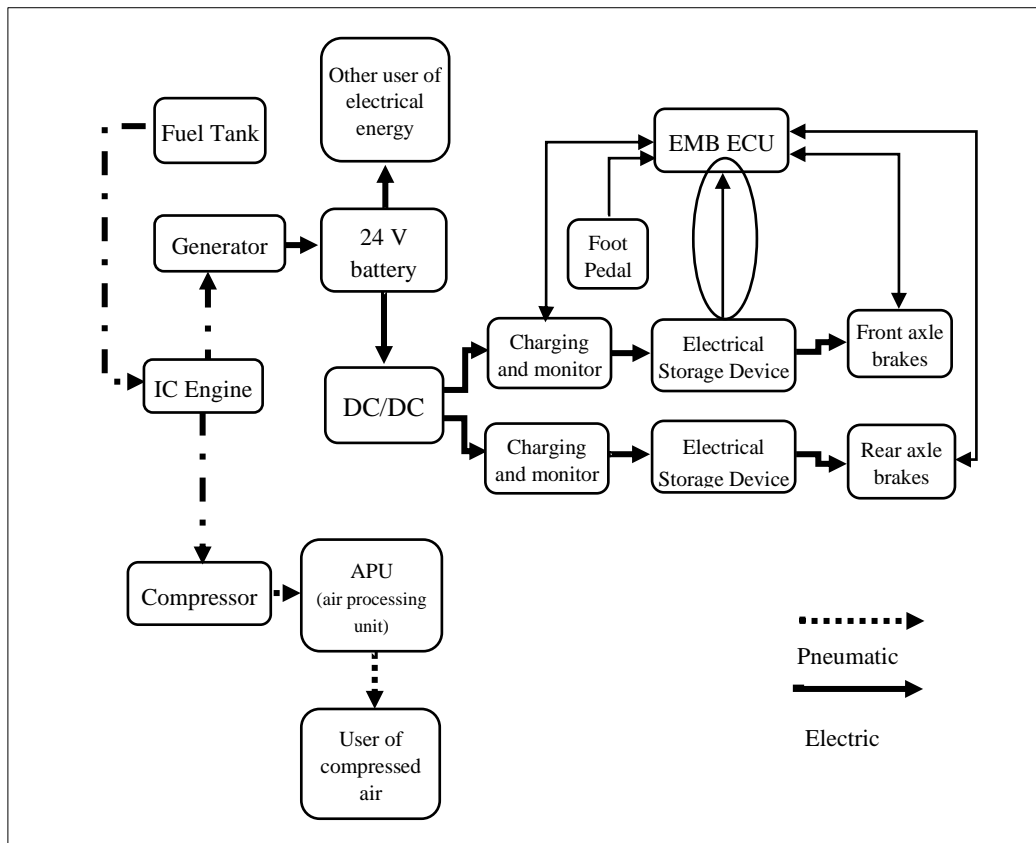 Other user of
electrical
energy
Fuel Tank
EMB ECU
Generator
24 V
battery
Foot
Pedal
Charging
and monitor
Electrical
Storage Device
Front axle
brakes
IC Engine
DC/DC
Charging
and monitor
Electrical
Storage Device
Rear axle
brakes
Compressor
APU
(air processing
unit)
Pneumatic
User of
compressed
air
Electric